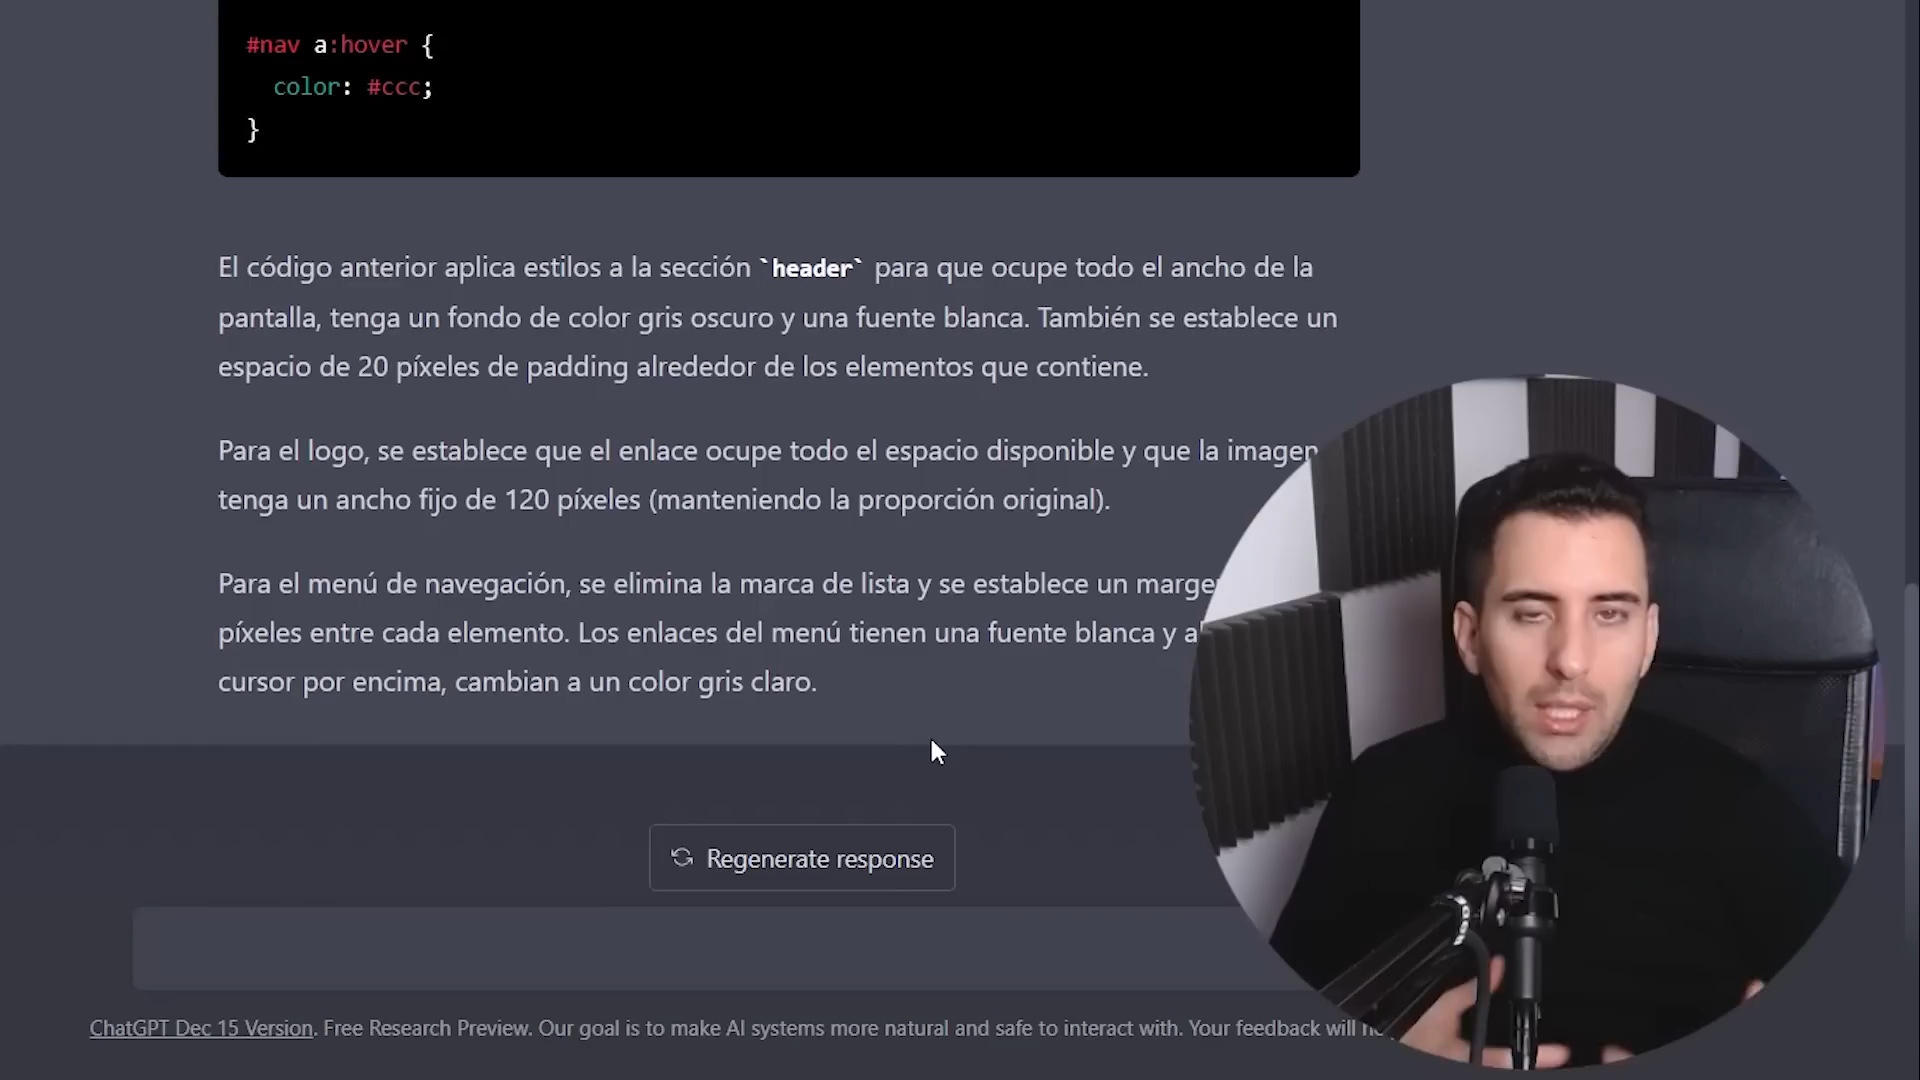 #nav a:hover {
color: #ccc;
}
El código anterior aplica estilos a la sección `header` para que ocupe todo el ancho de la
pantalla, tenga un fondo de color gris oscuro y una fuente blanca. También se establece un
espacio de 20 píxeles de padding alrededor de los elementos que contiene.
Para el logo, se establece que el enlace ocupe todo el espacio disponible y que la imagen
tenga un ancho fijo de 120 píxeles (manteniendo la proporción original).
Para el menú de navegación, se elimina la marca de lista y se establece un
píxeles entre cada elemento. Los enlaces del menú tienen una fuente blanca y
cursor por encima, cambian a un color gris claro.
Regenerate response
ChatGPT Dec 15 Version. Free Research Preview. Our goal is to make AI systems more natural and safe to interact with. Your feedback will